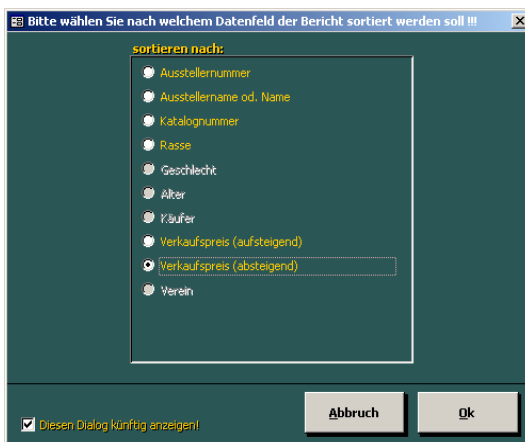 Bitte wählen Sie nach welchem Datenfeld der Bericht sortiert werden soll !!!
sortieren nach:
Ausstellernummer
Ausstellername od. Name
Katalognummer
Rasse
Geschlecht
Alter
Käufer
Verkaufspreis (aufsteigend)
Verkaufspreis (absteigend)
Verein
Diesen Dialog künftig anzeigen!
Abbruch
Ok